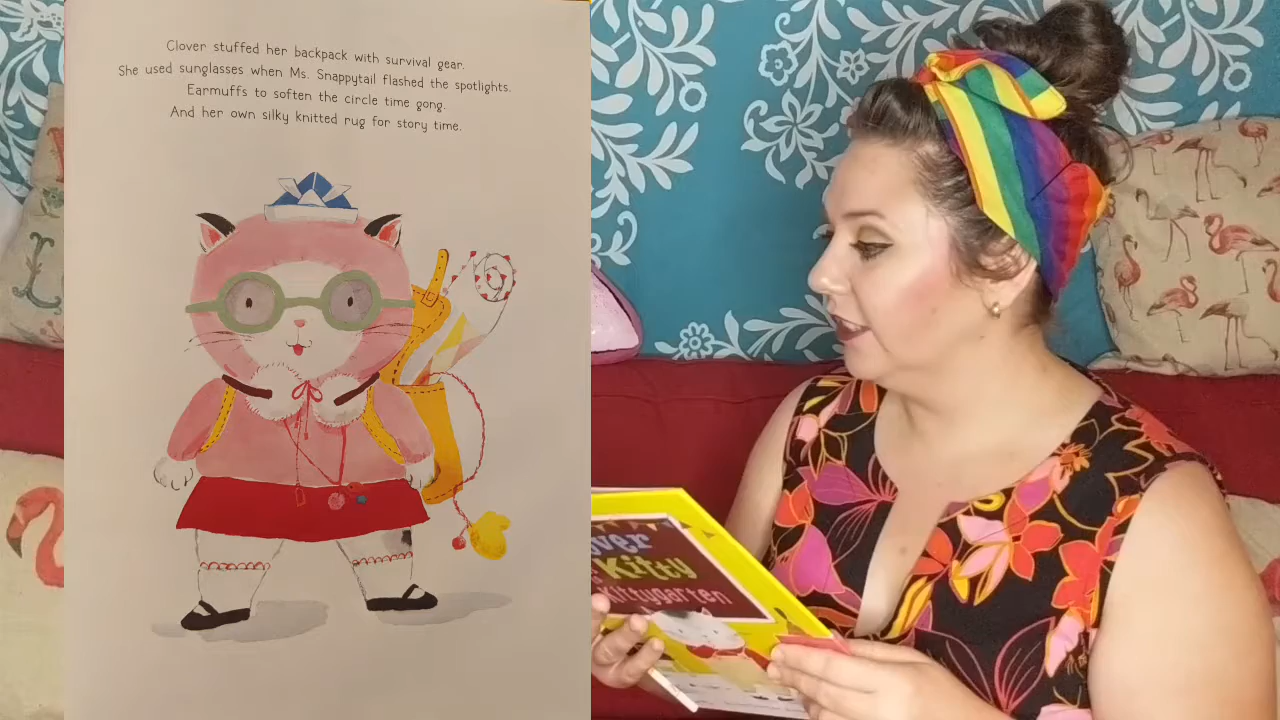 Clover stuffed her backpack with survival gear.
She used sunglasses when Ms. Snappytail flashed the spotlights.
Earmuffs to soften the circle time gong.
And her own silky knitted rug for story time.
Kitty
Kittygarten